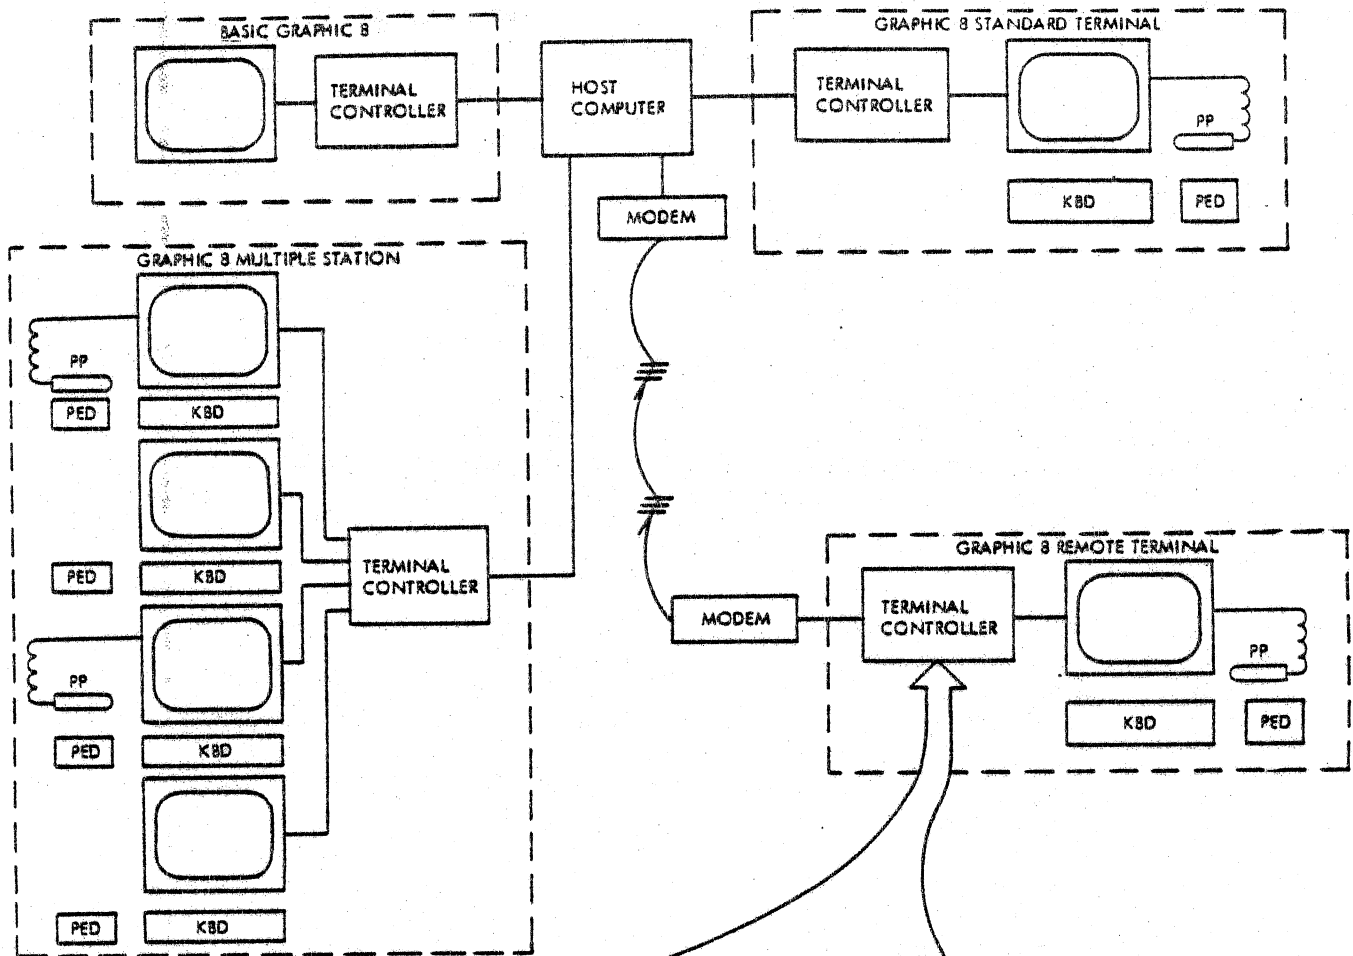 BASIC GRAPHIC 8
TERMINAL
CONTROLLER
HOST
COMPUTER
GRAPHIC 8 STANDARD TERMINAL
TERMINAL
CONTROLLER
PP
KBD
PED
MODEM
GRAPHIC 8 MULTIPLE STATION
PP
PED
KBD
PED
KBD
PP
PED
KBD
PED
KBD
TERMINAL
CONTROLLER
MODEM
GRAPHIC 8 REMOTE TERMINAL
TERMINAL
CONTROLLER
PP
KBD
PED